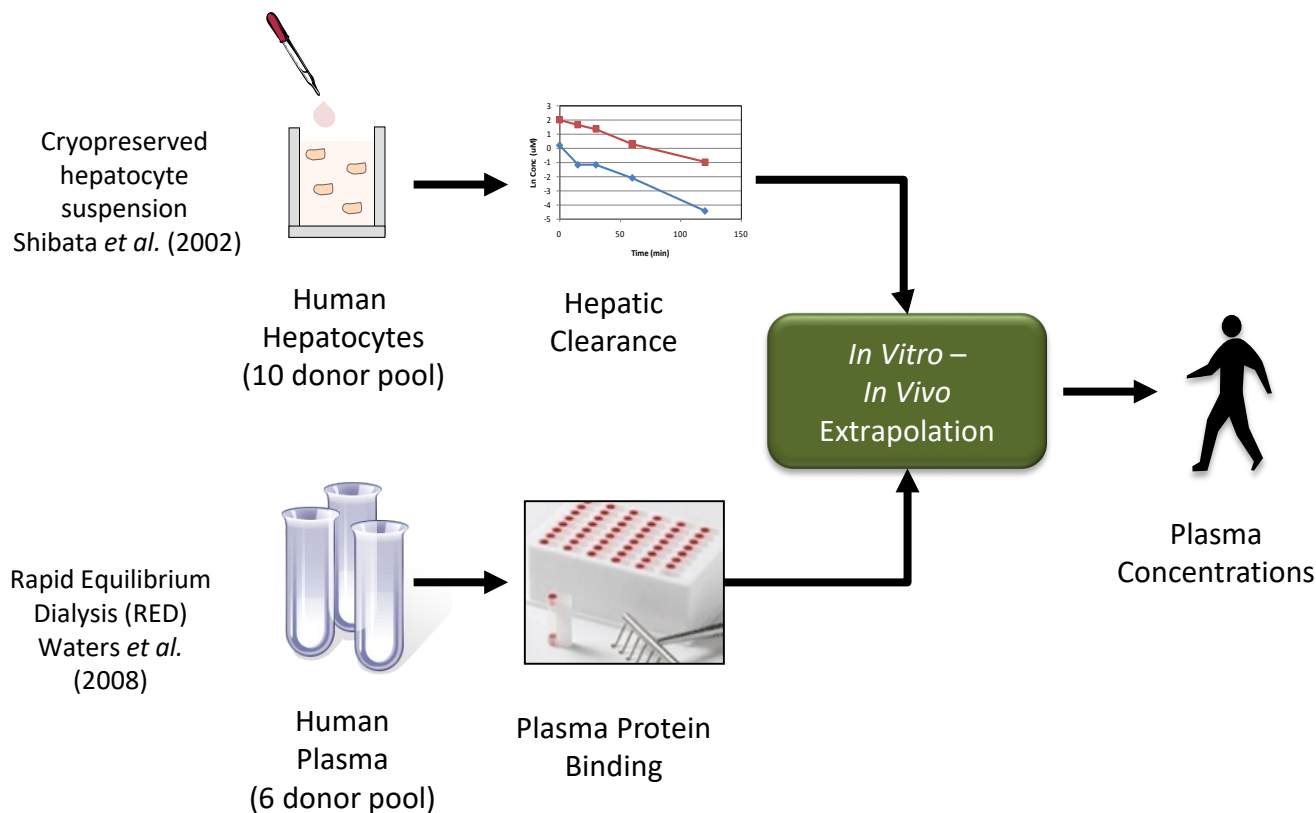 Cryopreserved
hepatocyte
suspension
Shibata et al. (2002)
Human
Hepatocytes
(10 donor pool)
3
2
1
0
-1
-2
-3
-4
-5
Ln Conc (uM)
0
50
100
150
Time (min)
Hepatic
Clearance
In Vitro –
In Vivo
Extrapolation
Plasma
Concentrations
Rapid Equilibrium
Dialysis (RED)
Waters et al.
(2008)
Human
Plasma
(6 donor pool)
Plasma Protein
Binding